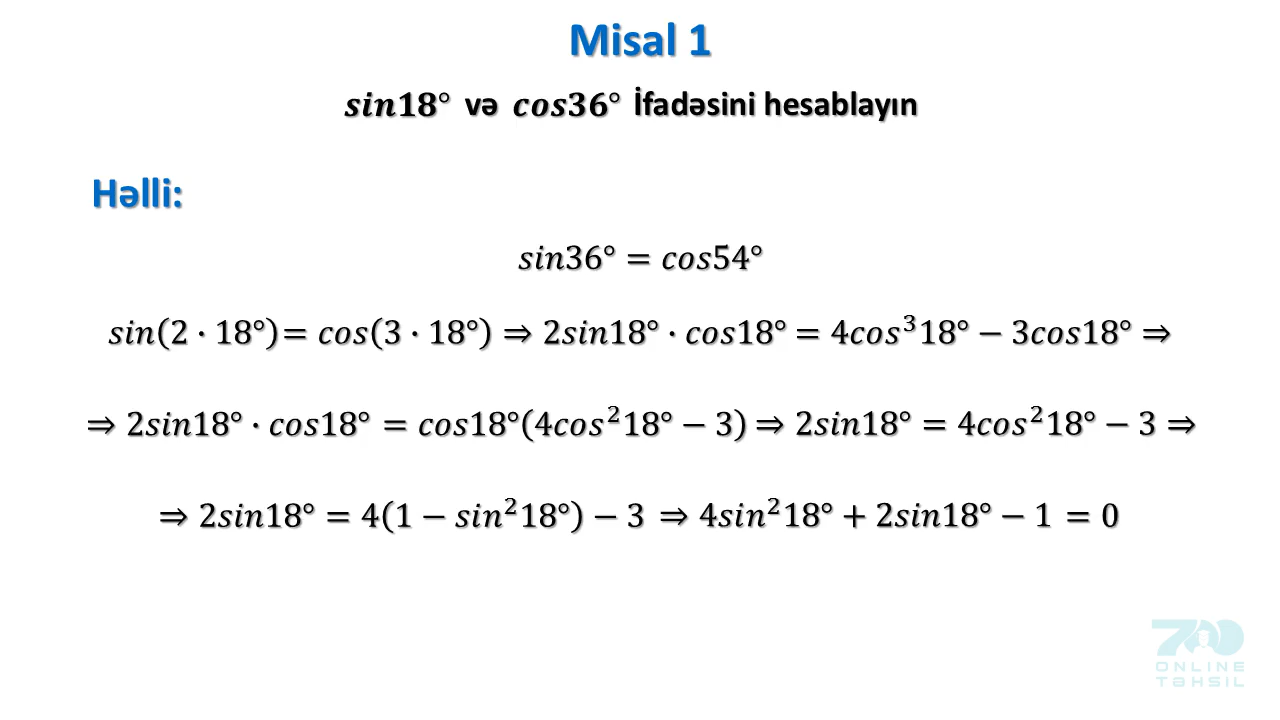 Misal 1
sin18° və cos36° İfadəsini hesablayın
Həlli:
sin36° = cos54°
sin(2 · 18°) = cos(3 · 18°) ⇒ 2sin18° · cos18° = 4cos³18° − 3cos18° ⇒
⇒ 2sin18° · cos18° = cos18°(4cos²18° − 3) ⇒ 2sin18° = 4cos²18° − 3 ⇒
⇒ 2sin18° = 4(1 − sin²18°) − 3 ⇒ 4sin²18° + 2sin18° − 1 = 0
700
ONLINE
TəHSIL